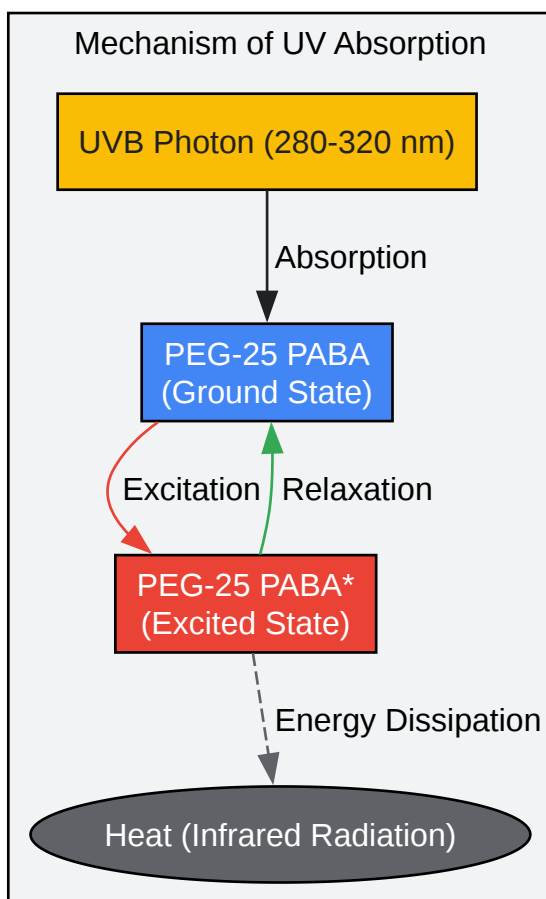 Mechanism of UV Absorption
UVB Photon (280-320 nm)
Absorption
PEG-25 PABA
(Ground State)
Excitation
Relaxation
PEG-25 PABA*
(Excited State)
Energy Dissipation
Heat (Infrared Radiation)